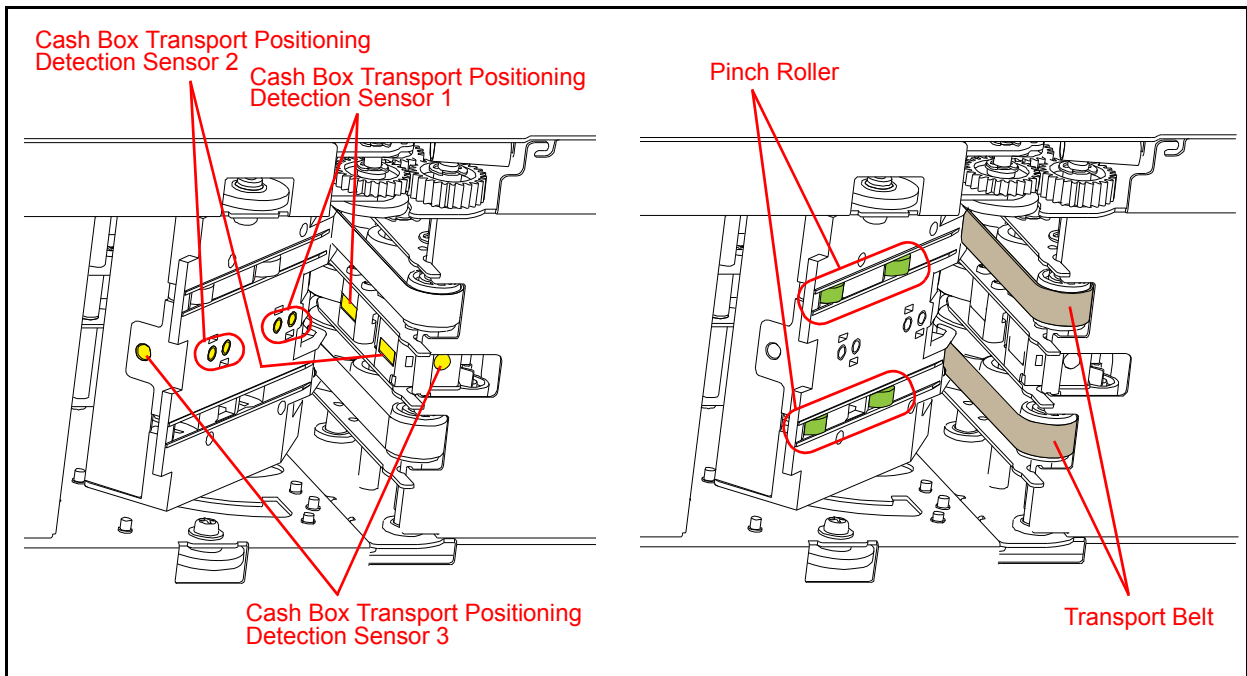 Cash Box Transport Positioning
Detection Sensor 2
Cash Box Transport Positioning
Detection Sensor 1
Pinch Roller
Cash Box Transport Positioning
Detection Sensor 3
Transport Belt